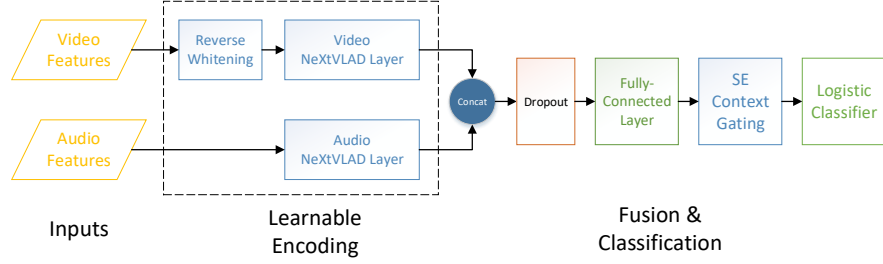 Video
Features
Reverse
Whitening
Video
NeXtVLAD Layer
Audio
Features
Audio
NeXtVLAD Layer
Concat
Dropout
Fully-
Connected
Layer
SE
Context
Gating
Logistic
Classifier
Inputs
Learnable
Encoding
Fusion &
Classification